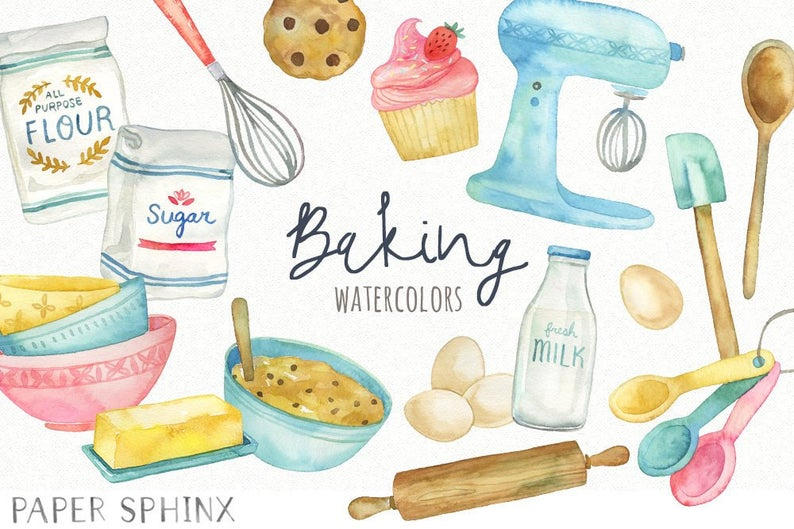 ALL
PURPOSE
FLOUR
Sugar
Baking
WATERCOLORS
fresh
MILK
PAPER SPHINX